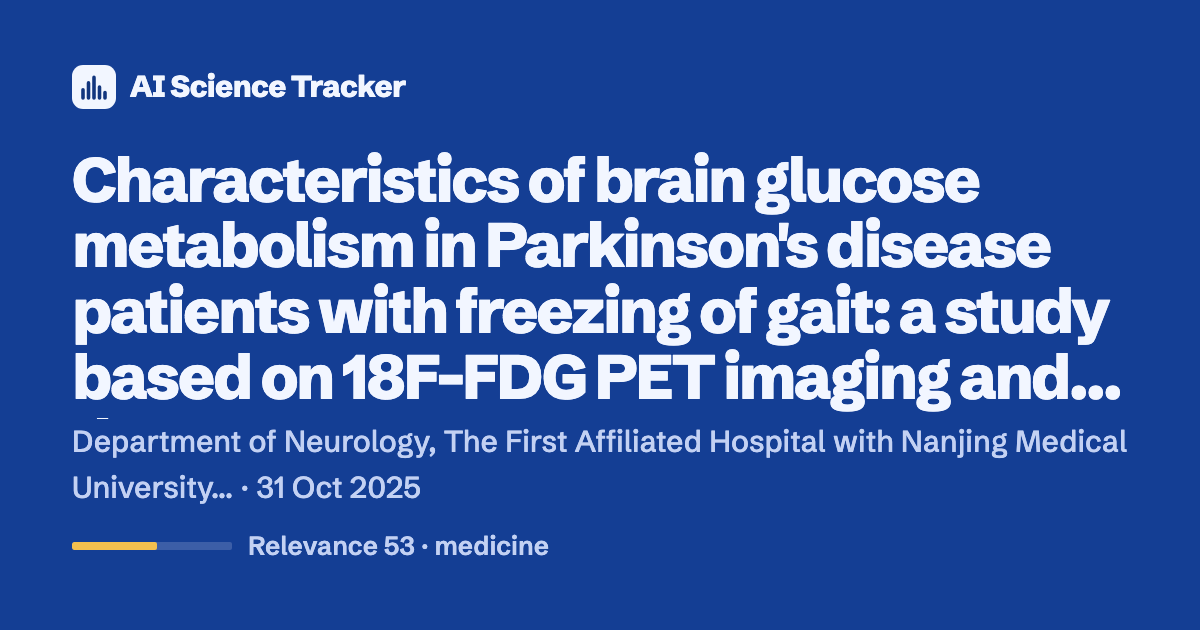 AI Science Tracker
Characteristics of brain glucose
metabolism in Parkinson's disease
patients with freezing of gait: a study
based on 18F-FDG PET imaging and...
Department of Neurology, The First Affiliated Hospital with Nanjing Medical
University... · 31 Oct 2025
Relevance 53 · medicine